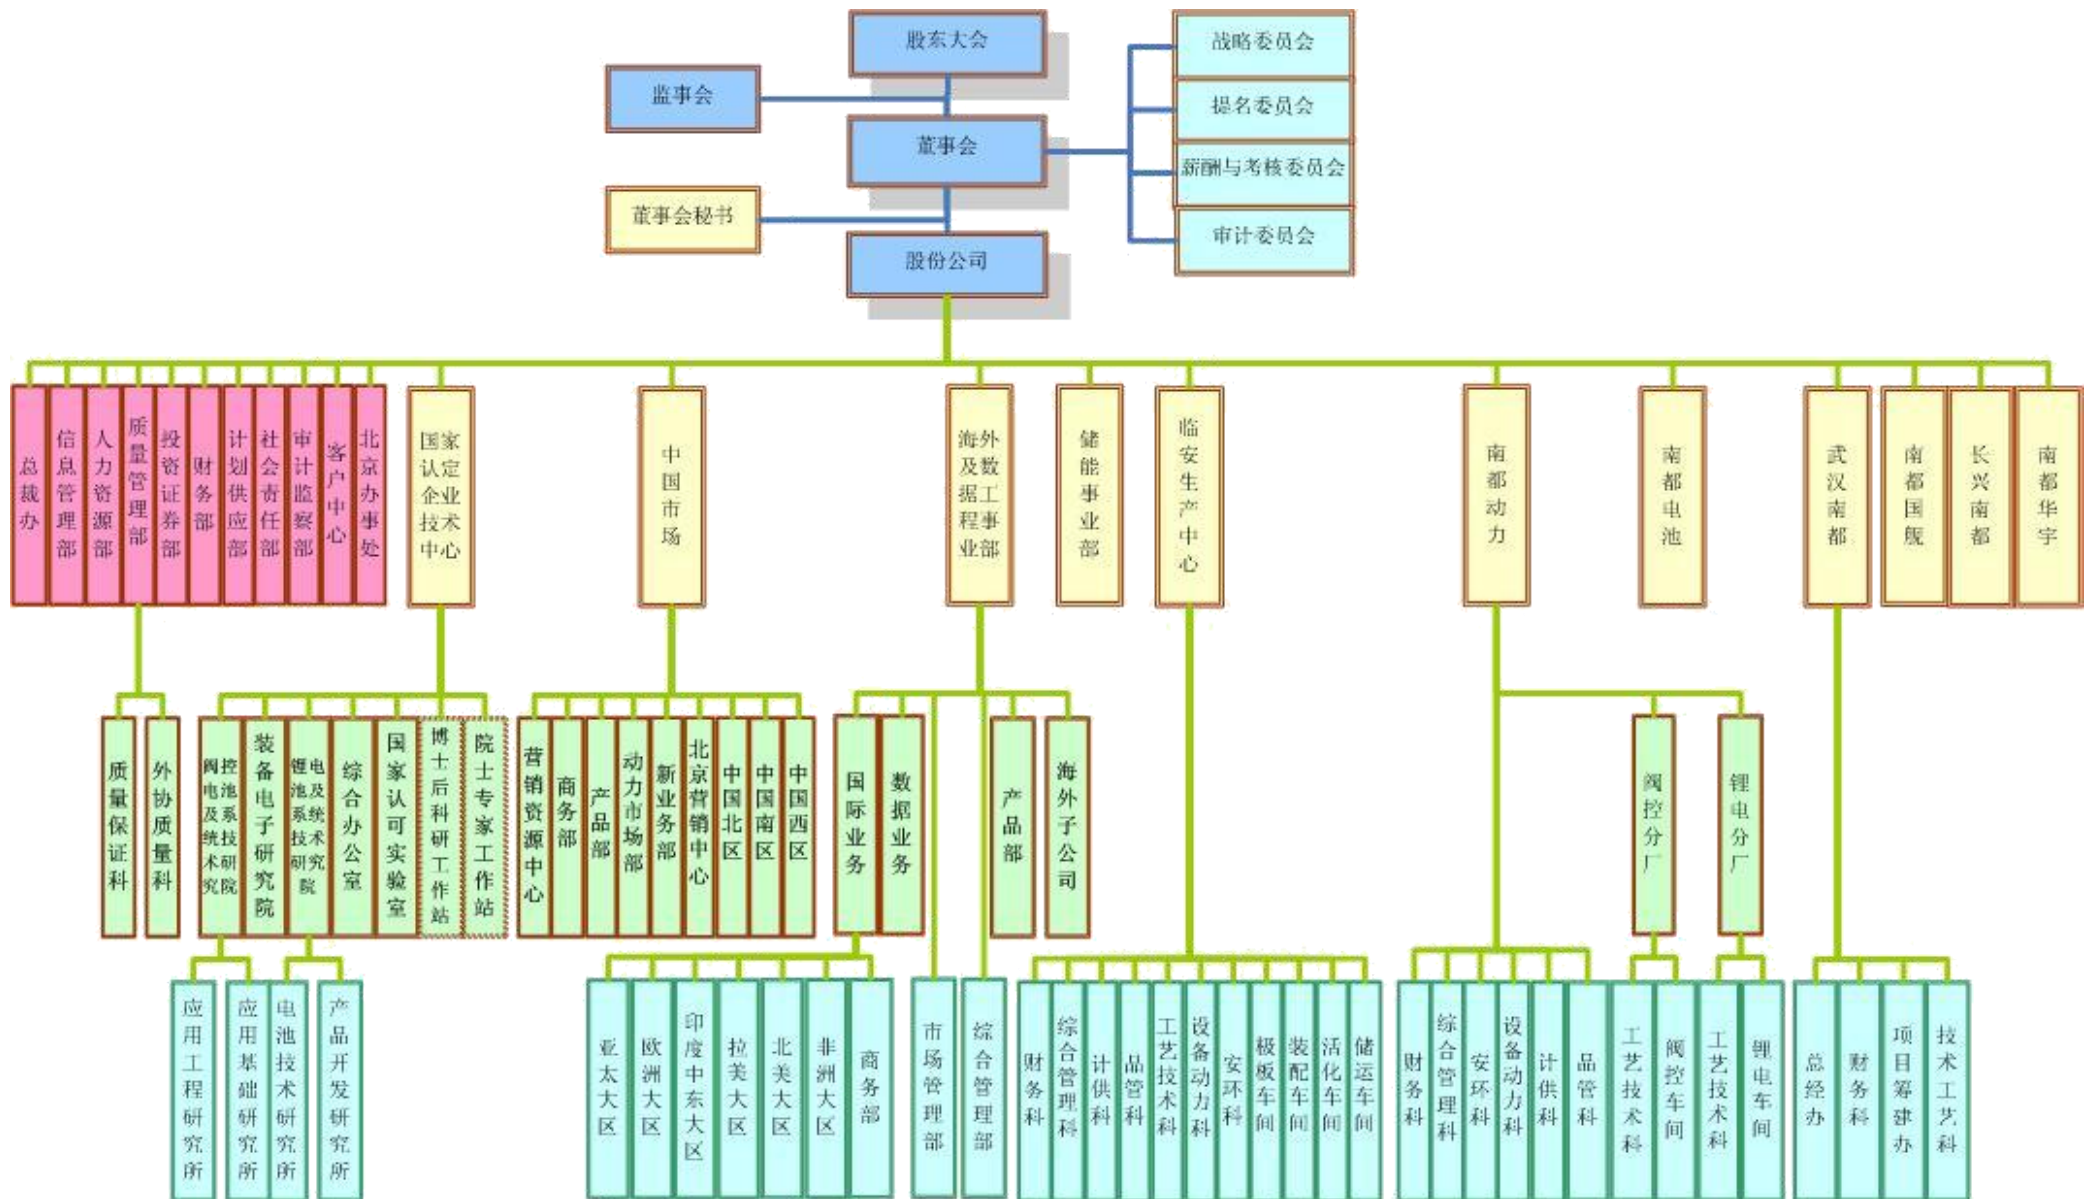 股东大会
战略委员会
监事会
提名委员会
董事会
薪酬与考核委员会
董事会秘书
审计委员会
股份公司
总裁办
信息管理部
人力资源部
质量管理部
投资证券部
财务部
计划供应部
社会责任部
审计监察部
客户中心
北京办事处
国家认定企业技术中心
中国市场
海外及数据工程事业部
储能事业部
临安生产中心
南都动力
南都电池
武汉南都
南都国舰
长兴南都
南都华宇
质量保证科
外协质量科
阀控电池及系统技术研究院
装备电子研究院
锂电池及系统技术研究院
综合办公室
国家认可实验室
博士后科研工作站
院士专家工作站
营销资源中心
商务部
产品部
动力市场部
新业务部
北京营销中心
中国北区
中国南区
中国西区
国际业务
数据业务
产品部
海外子公司
阀控分厂
锂电分厂
应用工程研究所
应用基础研究所
电池技术研究所
产品开发研究所
亚太大区
欧洲大区
印度中东大区
拉美大区
北美大区
非洲大区
商务部
市场管理部
综合管理部
财务科
综合管理科
计供科
品管科
工艺技术科
设备动力科
安环科
极板车间
装配车间
活化车间
储运车间
财务科
综合管理科
安环科
设备动力科
计供科
品管科
工艺技术科
阀控车间
工艺技术科
锂电车间
总经办
财务科
项目筹建办
技术工艺科